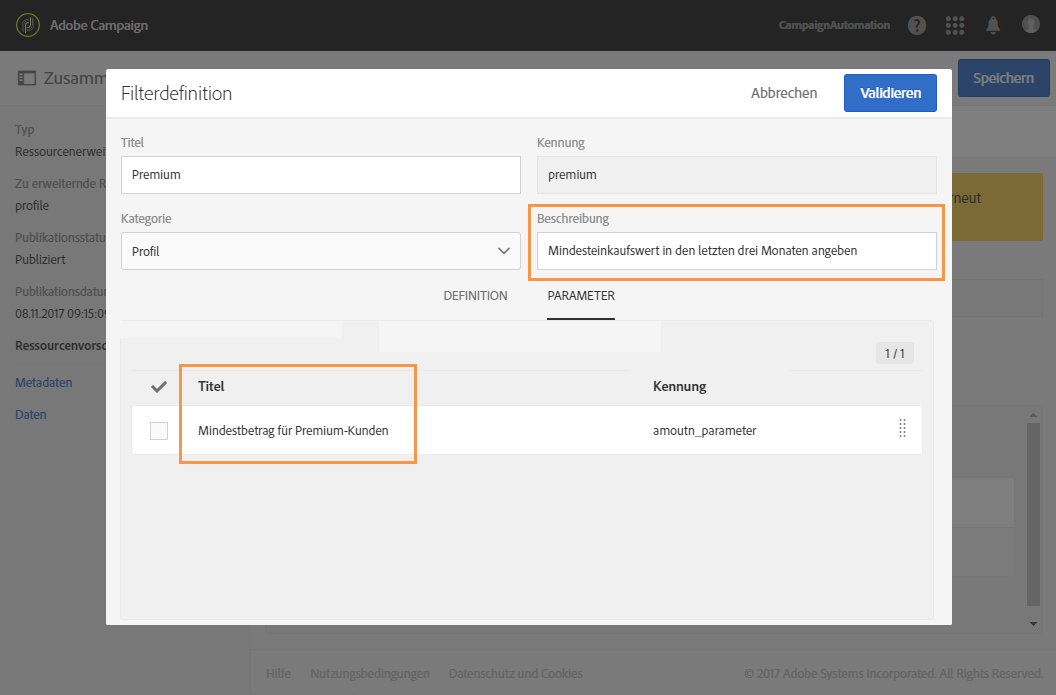 Adobe Campaign
CampaignAutomation
?
Zusamm
Speichern
Filterdefinition
Abbrechen
Validieren
Typ
Ressourcenerwei
Zu erweiternde R
profile
Publikationsstatu
Publiziert
Publikationsdatur
08.11.2017 09:15:09
Ressourcenvorsc
Metadaten
Daten
neut
Titel
Kennung
Premium
premium
Kategorie
Beschreibung
Profil
Mindesteinkaufswert in den letzten drei Monaten angeben
DEFINITION
PARAMETER
1 / 1
Titel
Kennung
Mindestbetrag für Premium-Kunden
amoutn_parameter
Hilfe
Nutzungsbedingungen
Datenschutz und Cookies
© 2017 Adobe Systems Incorporated. All Rights Reserved.